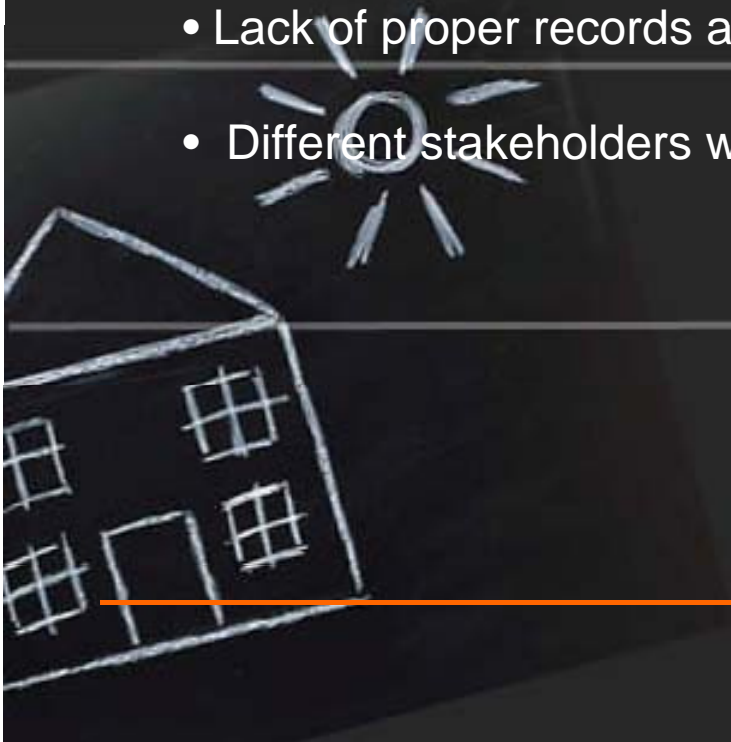 • Lack of proper records a
• Different stakeholders w